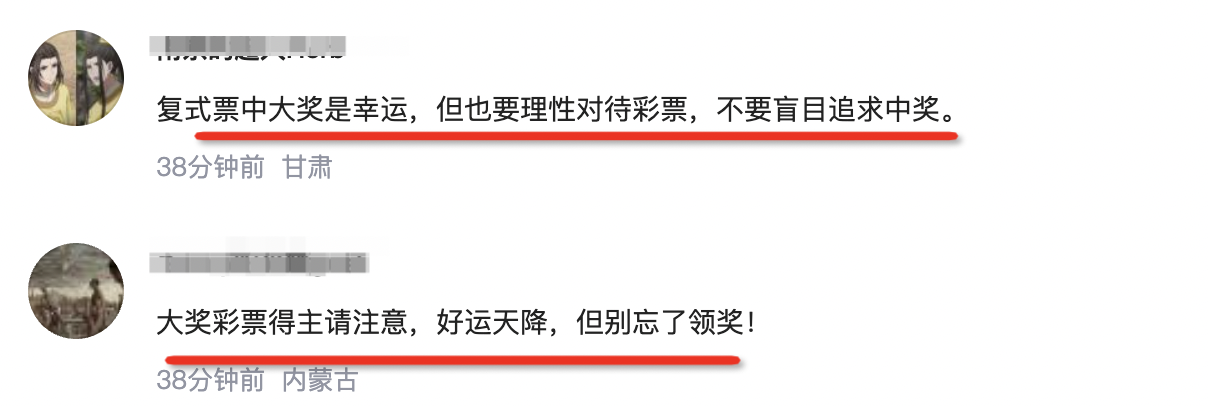 复式票中大奖是幸运，但也要理性对待彩票，不要盲目追求中奖。
38分钟前 甘肃
大奖彩票得主请注意，好运天降，但别忘了领奖！
38分钟前 内蒙古